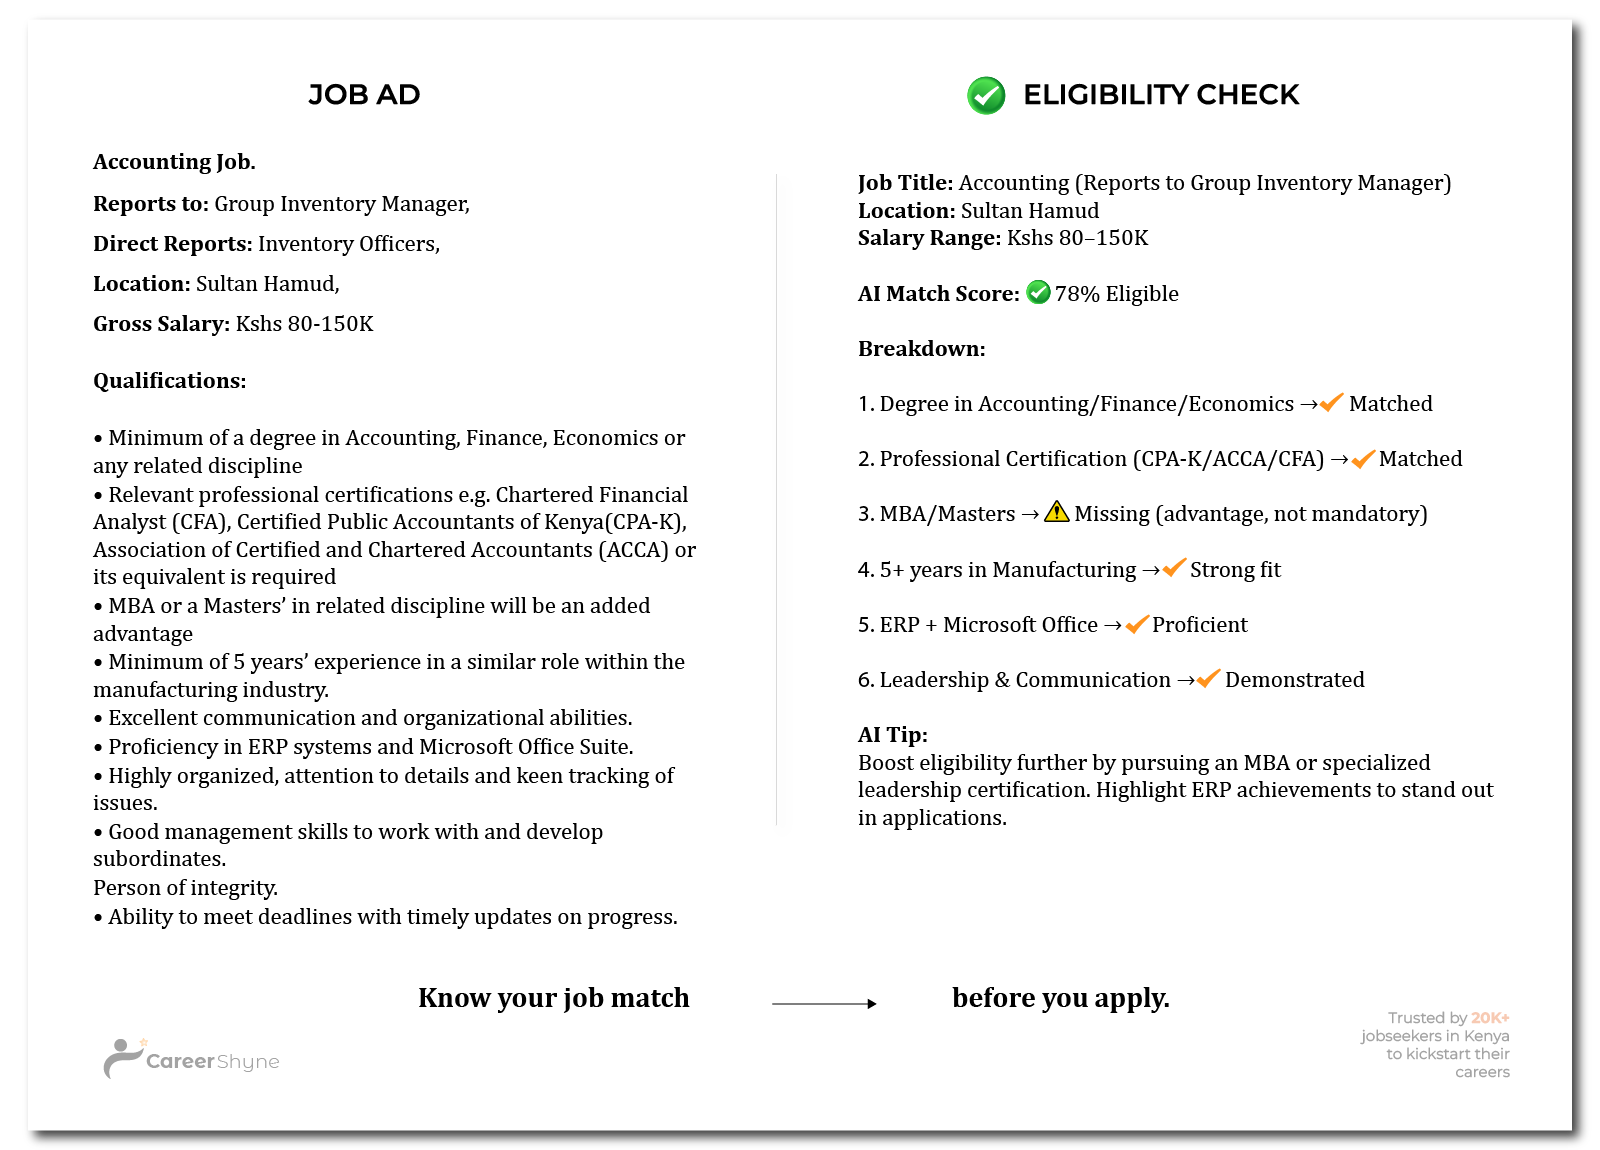 JOB AD
Accounting Job.
Reports to: Group Inventory Manager,
Direct Reports: Inventory Officers,
Location: Sultan Hamud,
Gross Salary: Kshs 80-150K
Qualifications:
• Minimum of a degree in Accounting, Finance, Economics or
any related discipline
• Relevant professional certifications e.g. Chartered Financial
Analyst (CFA), Certified Public Accountants of Kenya(CPA-K),
Association of Certified and Chartered Accountants (ACCA) or
its equivalent is required
• MBA or a Masters’ in related discipline will be an added
advantage
• Minimum of 5 years’ experience in a similar role within the
manufacturing industry.
• Excellent communication and organizational abilities.
• Proficiency in ERP systems and Microsoft Office Suite.
• Highly organized, attention to details and keen tracking of
issues.
• Good management skills to work with and develop
subordinates.
Person of integrity.
• Ability to meet deadlines with timely updates on progress.
ELIGIBILITY CHECK
Job Title: Accounting (Reports to Group Inventory Manager)
Location: Sultan Hamud
Salary Range: Kshs 80–150K
AI Match Score: ✅ 78% Eligible
Breakdown:
1. Degree in Accounting/Finance/Economics → ✔ Matched
2. Professional Certification (CPA-K/ACCA/CFA) → ✔ Matched
3. MBA/Masters → ⚠ Missing (advantage, not mandatory)
4. 5+ years in Manufacturing → ✔ Strong fit
5. ERP + Microsoft Office → ✔ Proficient
6. Leadership & Communication → ✔ Demonstrated
AI Tip:
Boost eligibility further by pursuing an MBA or specialized
leadership certification. Highlight ERP achievements to stand out
in applications.
Know your job match → before you apply.
CareerShyne
Trusted by 20K+
jobseekers in Kenya
to kickstart their
careers